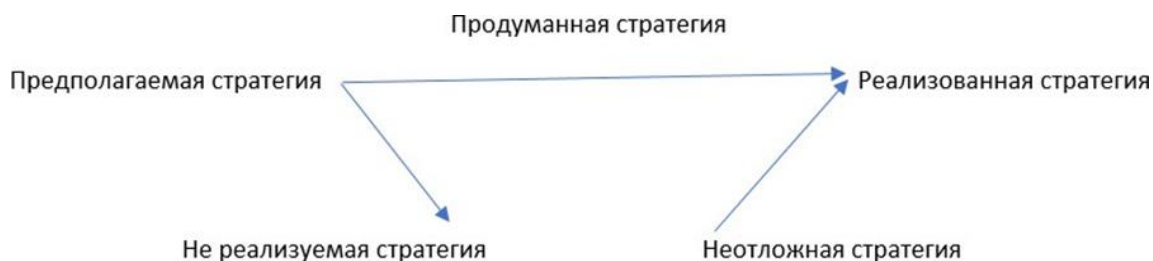 Продуманная стратегия
Предполагаемая стратегия
Реализованная стратегия
Не реализуемая стратегия
Неотложная стратегия